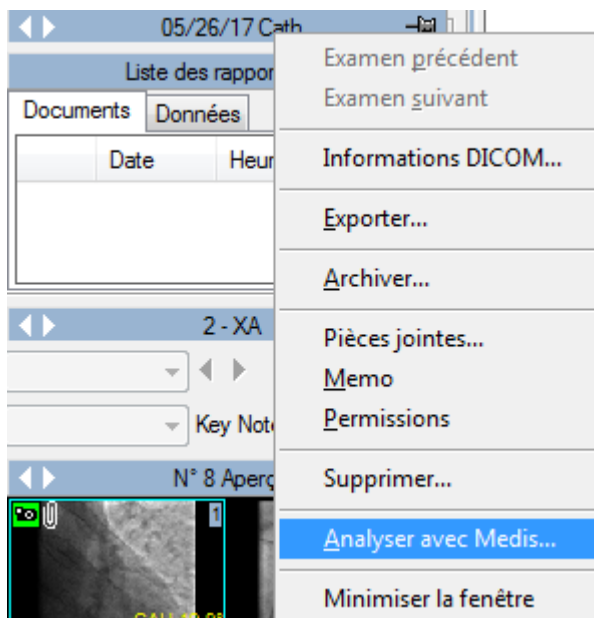 05/26/17 Cath
Liste des rappor
Documents Données
Date Heur
2 - XA
Key Not
N° 8 Aperç
1
Examen précédent
Examen suivant
Informations DICOM...
Exporter...
Archiver...
Pièces jointes...
Memo
Permissions
Supprimer...
Analyser avec Medis...
Minimiser la fenêtre